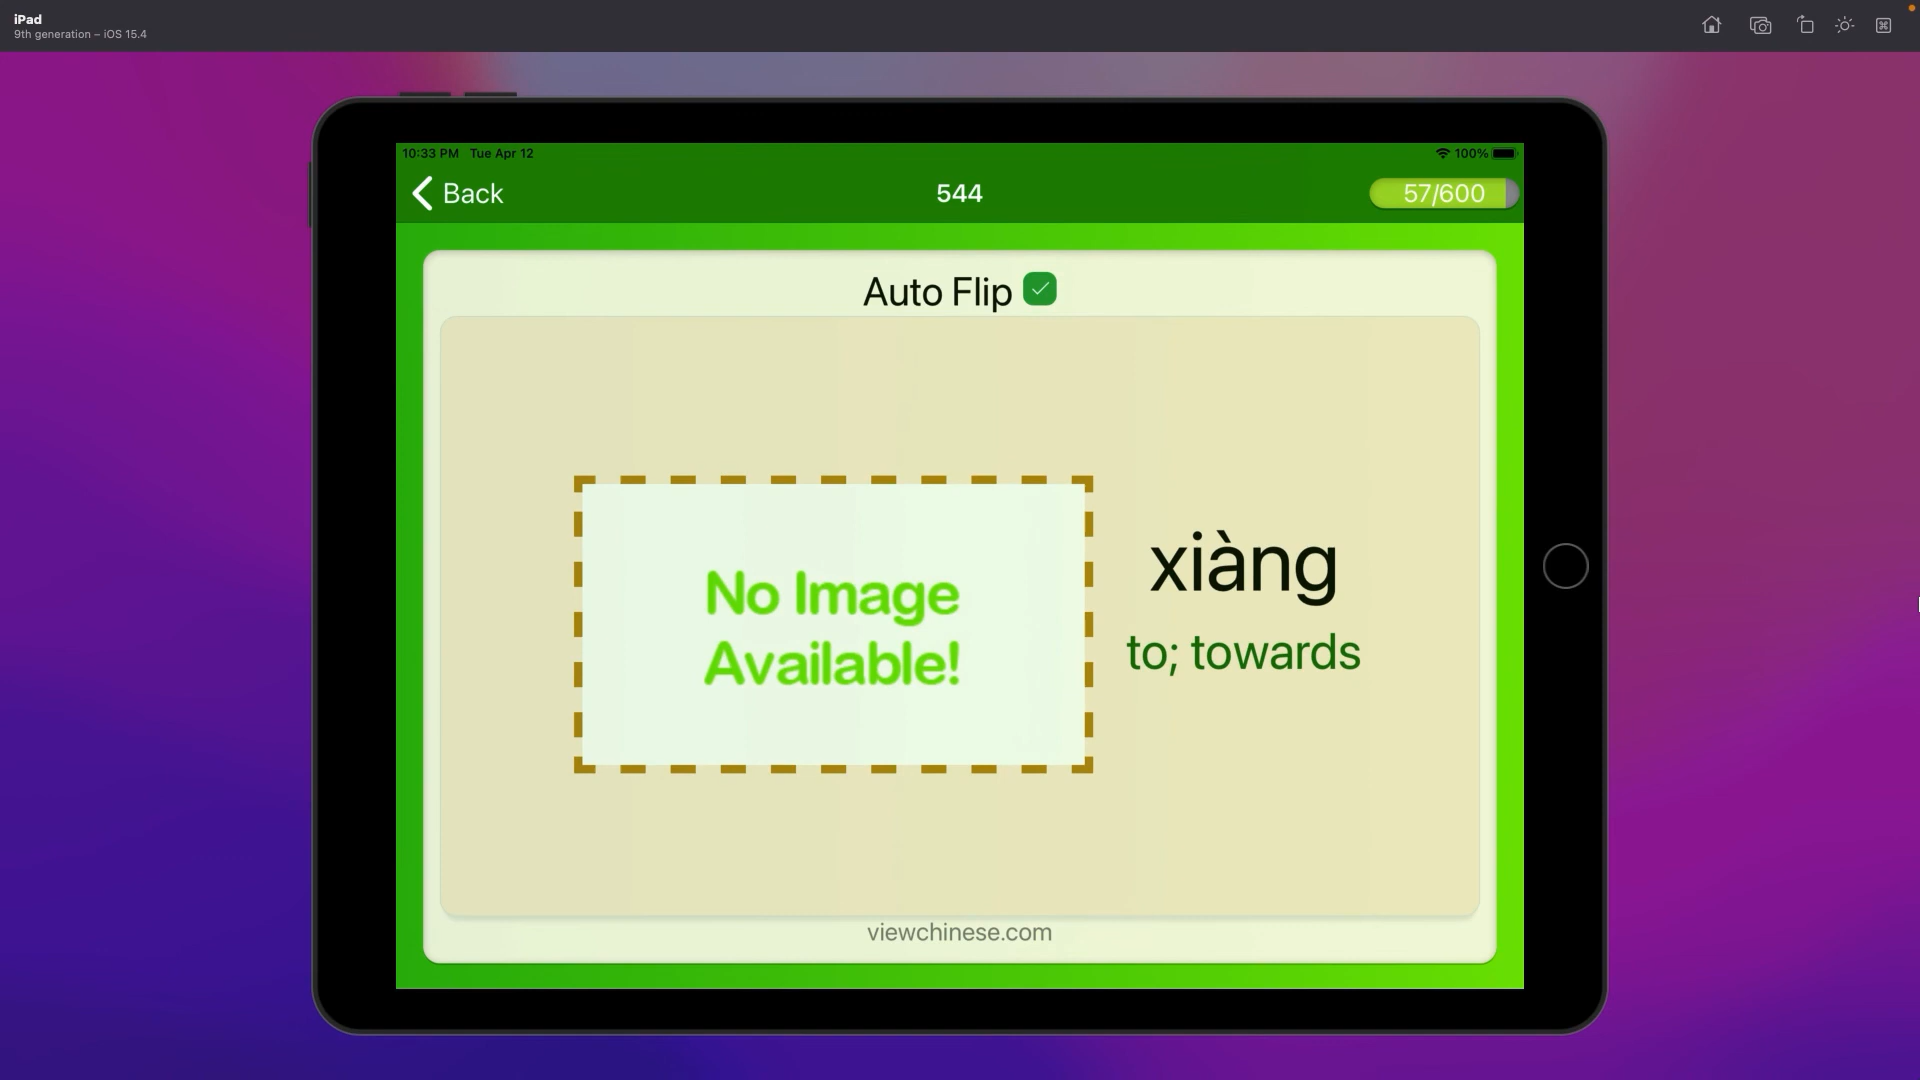 iPad
9th generation – iOS 15.4
10:33 PM Tue Apr 12
100%
Back
544
57/600
Auto Flip
No Image
Available!
xiàng
to; towards
viewchinese.com